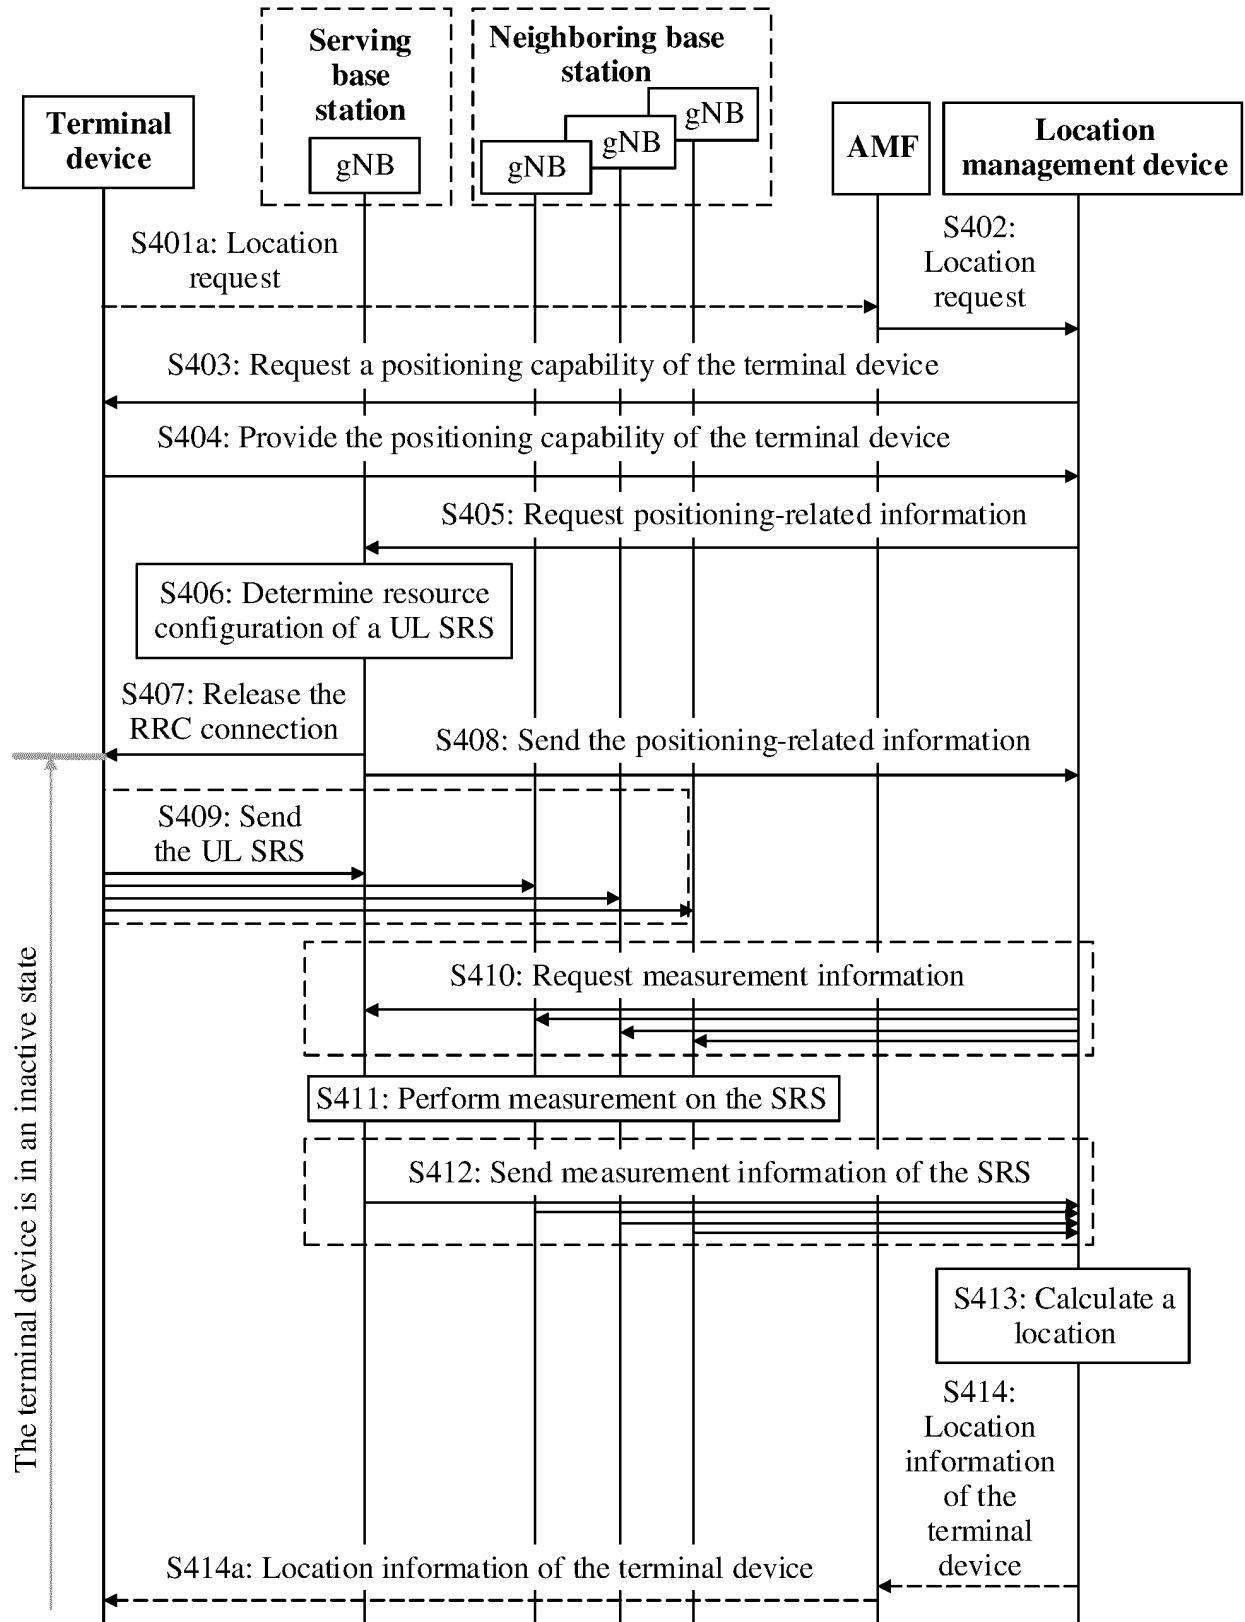 Serving
base
station
gNB
Neighboring base
station
gNB
gNB
gNB
Terminal
device
AMF
Location
management device
S401a: Location
request
S402:
Location
request
S403: Request a positioning capability of the terminal device
S404: Provide the positioning capability of the terminal device
S405: Request positioning-related information
S406: Determine resource
configuration of a UL SRS
S407: Release the
RRC connection
S408: Send the positioning-related information
S409: Send
the UL SRS
S410: Request measurement information
S411: Perform measurement on the SRS
S412: Send measurement information of the SRS
S413: Calculate a
location
S414:
Location
information
of the
terminal
device
S414a: Location information of the terminal device
The terminal device is in an inactive state